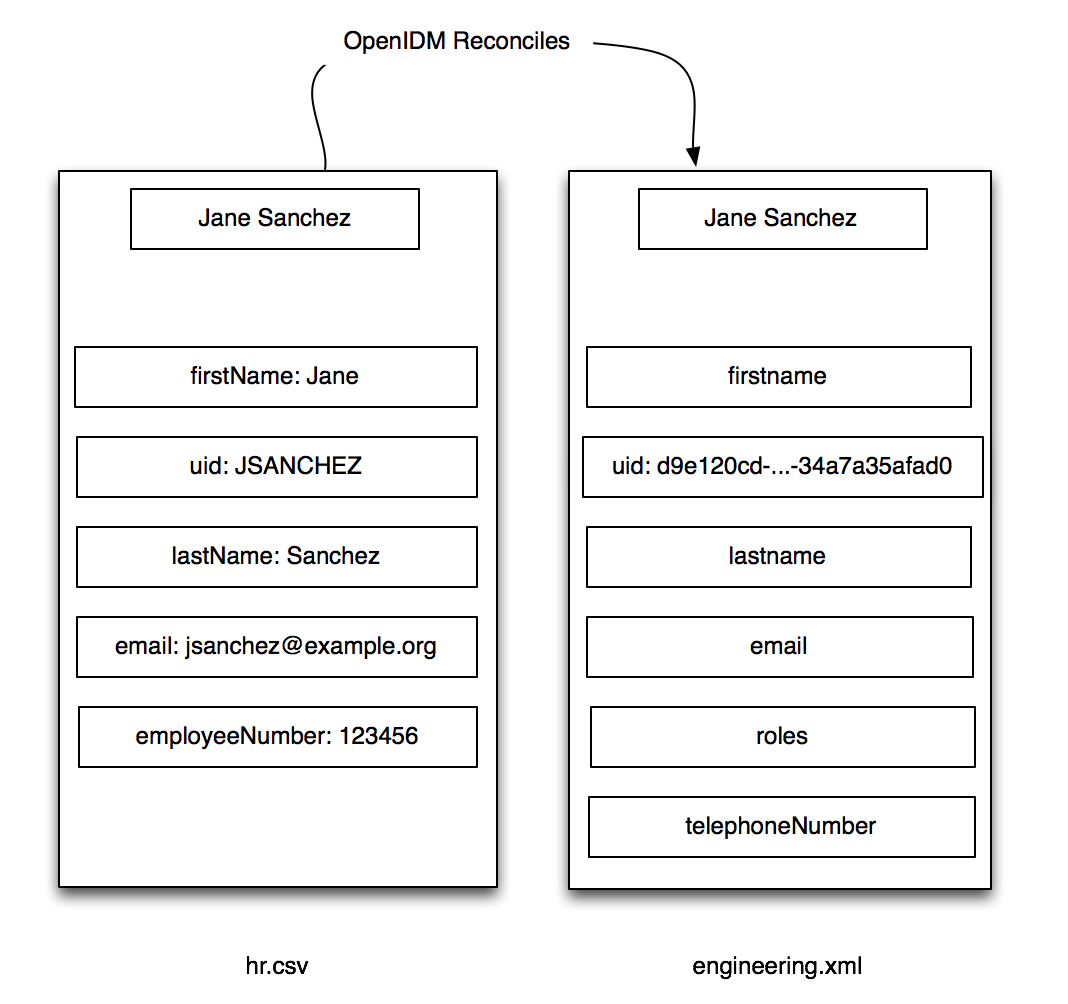 OpenIDM Reconciles
Jane Sanchez
firstName: Jane
uid: JSANCHEZ
lastName: Sanchez
email: jsanchez@example.org
employeeNumber: 123456
hr.csv
Jane Sanchez
firstname
uid: d9e120cd-...-34a7a35afad0
lastname
email
roles
telephoneNumber
engineering.xml